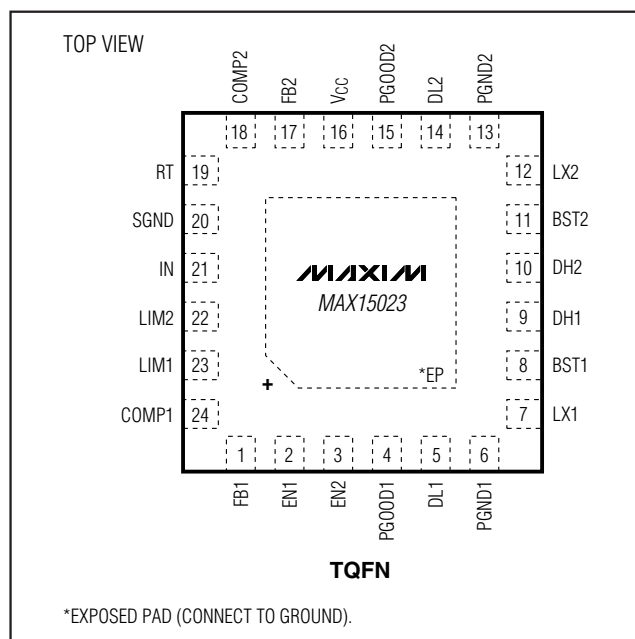 TOP VIEW
COMP2
FB2
VCC
PGOOD2
DL2
PGND2
18
17
16
15
14
13
RT 19
12 LX2
SGND 20
11 BST2
IN 21
10 DH2
LIM2 22
9 DH1
LIM1 23
8 BST1
COMP1 24
7 LX1
MAXIM
MAX15023
*EP
+
1
2
3
4
5
6
FB1
EN1
EN2
PGOOD1
DL1
PGND1
TQFN
*EXPOSED PAD (CONNECT TO GROUND).